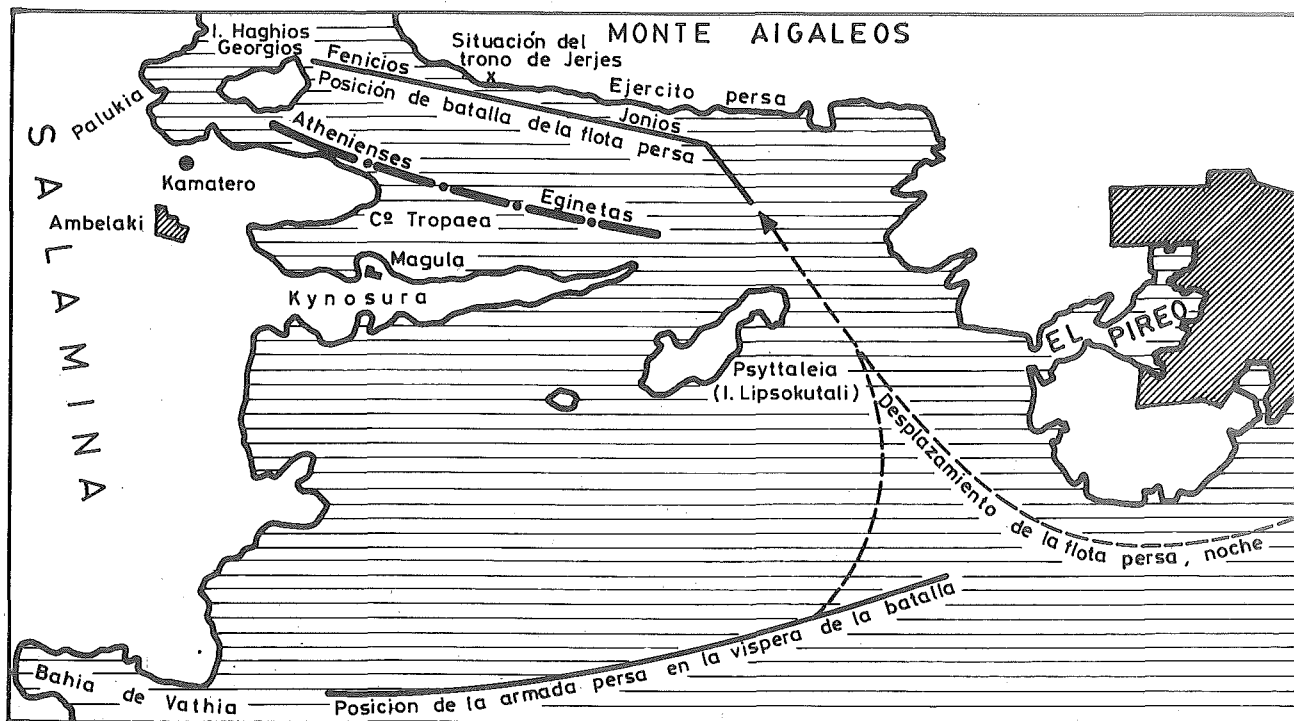 I. Haghios
Georgios
Situación del
trono de Jerjes
x
MONTE AIGALEOS
Fenicios
Posición de batalla de la flota persa
Ejercito persa
Jonios
Palukia
SALAMINA
Athenienses
Eginetas
Kamatero
Ambelaki
Cº Tropaea
Magula
Kynosura
EL PIREO
Psyttaleia
(I. Lipsokutali)
Desplazamiento de la flota persa, noche
Posicion de la armada persa en la vispera de la batalla
Bahia de Vathia